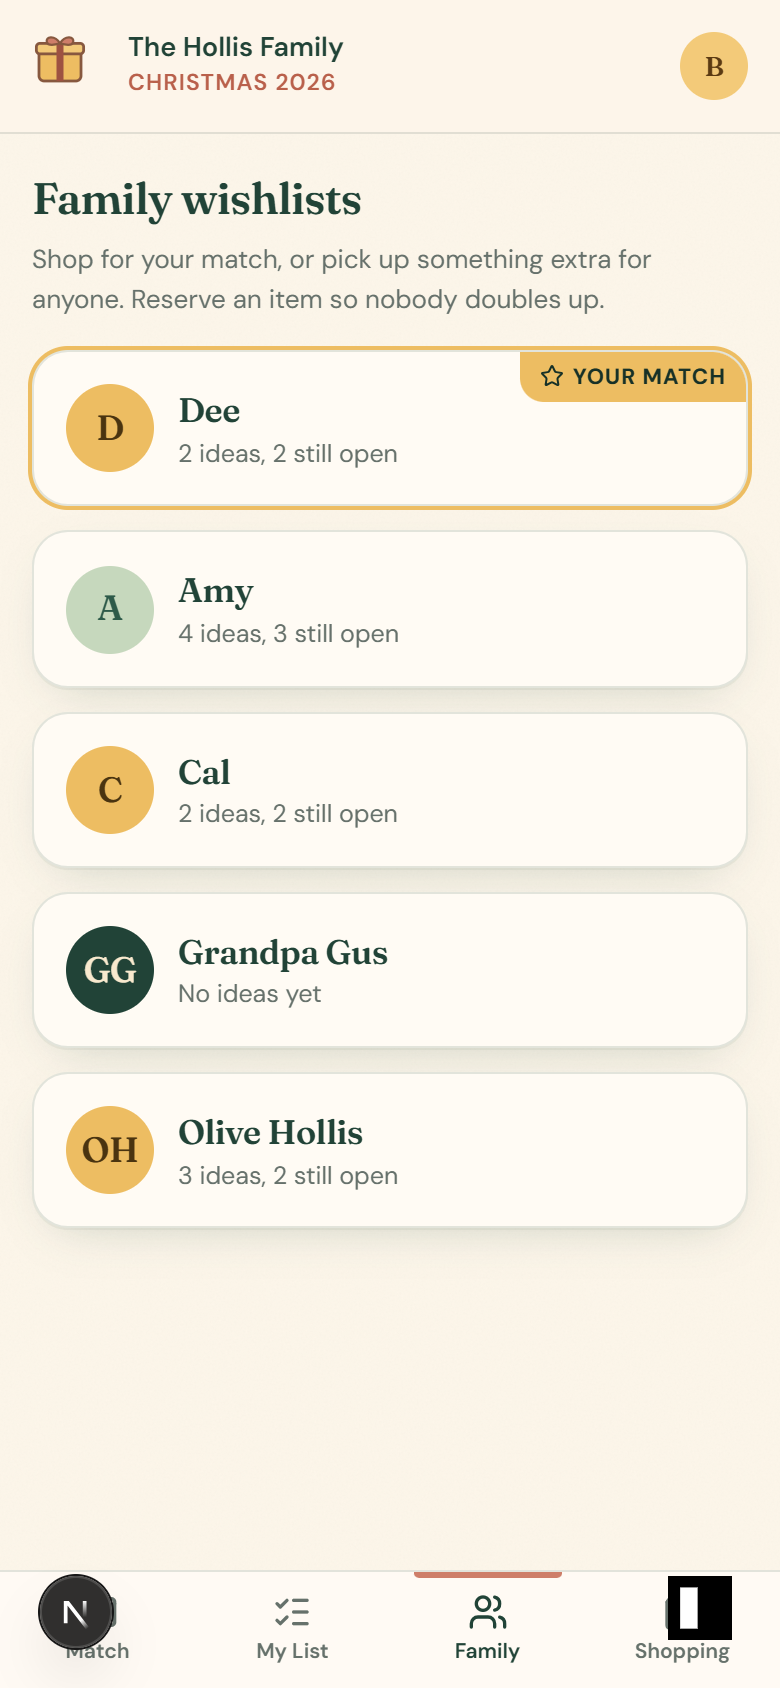 The Hollis Family
CHRISTMAS 2026
B
Family wishlists
Shop for your match, or pick up something extra for
anyone. Reserve an item so nobody doubles up.
YOUR MATCH
D
Dee
2 ideas, 2 still open
A
Amy
4 ideas, 3 still open
C
Cal
2 ideas, 2 still open
GG
Grandpa Gus
No ideas yet
OH
Olive Hollis
3 ideas, 2 still open
N
Match
My List
Family
Shopping